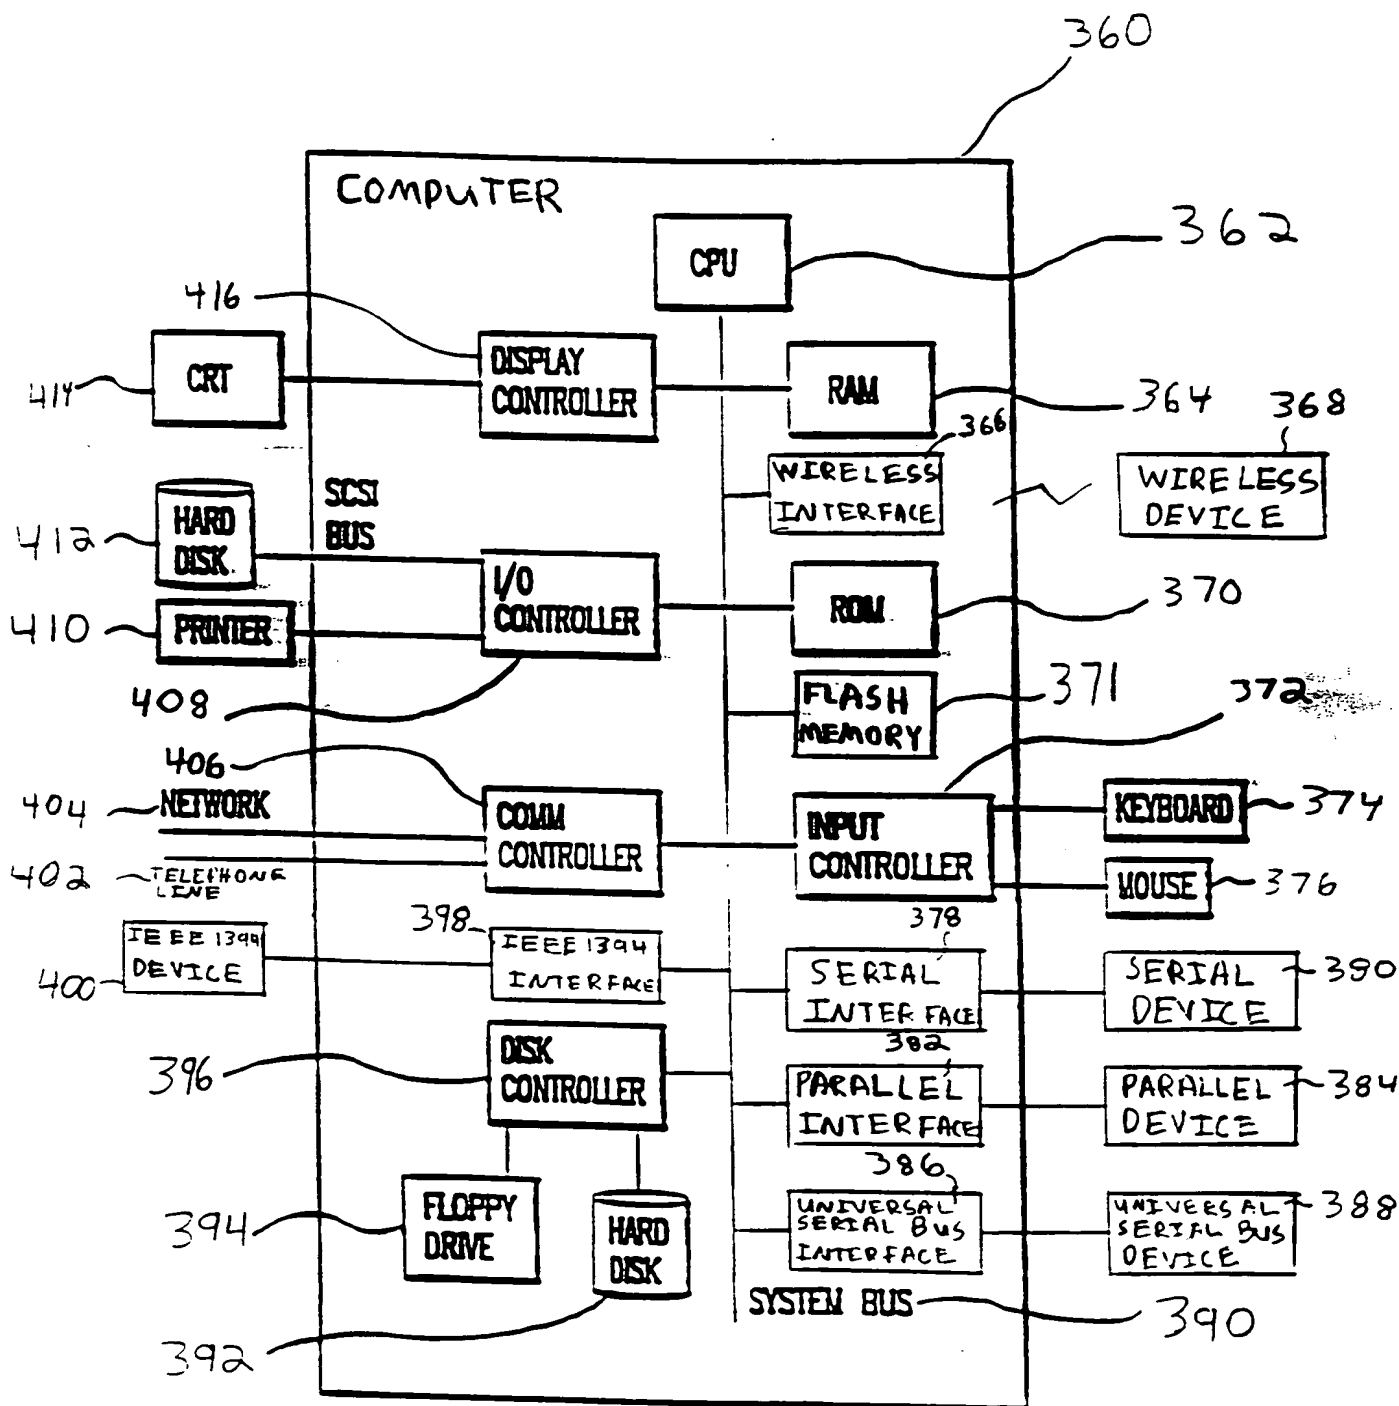 360
COMPUTER
CPU
362
416
CRT
414
DISPLAY
CONTROLLER
RAM
364
366
368
WIRELESS
INTERFACE
WIRELESS
DEVICE
SCSI
BUS
HARD
DISK
412
I/O
CONTROLLER
ROM
370
410
PRINTER
408
FLASH
MEMORY
371
372
406
404
NETWORK
COMM
CONTROLLER
INPUT
CONTROLLER
KEYBOARD
374
402
TELEPHONE
LINE
MOUSE
376
398
378
IEEE 1394
DEVICE
400
IEEE 1394
INTERFACE
SERIAL
INTERFACE
SERIAL
DEVICE
380
396
DISK
CONTROLLER
382
PARALLEL
INTERFACE
PARALLEL
DEVICE
384
386
394
FLOPPY
DRIVE
HARD
DISK
392
UNIVERSAL
SERIAL BUS
INTERFACE
UNIVERSAL
SERIAL BUS
DEVICE
388
SYSTEM BUS
390